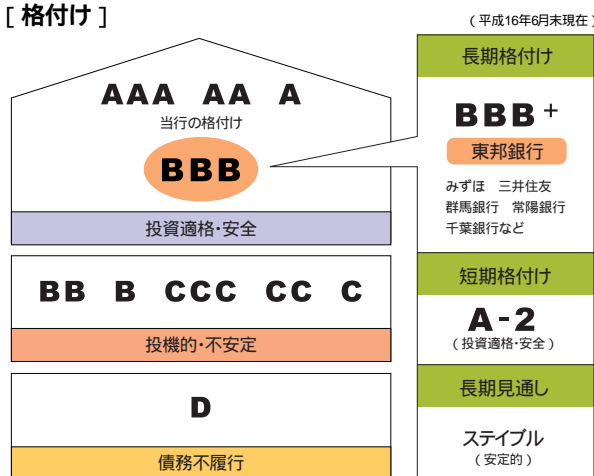 [ 格付け ]
(平成16年6月末現在)
AAA AA A
当行の格付け
BBB
投資適格・安全
BB B CCC CC C
投機的・不安定
D
債務不履行
長期格付け
BBB+
東邦銀行
みずほ 三井住友
群馬銀行 常陽銀行
千葉銀行など
短期格付け
A-2
(投資適格・安全)
長期見通し
ステイブル
(安定的)